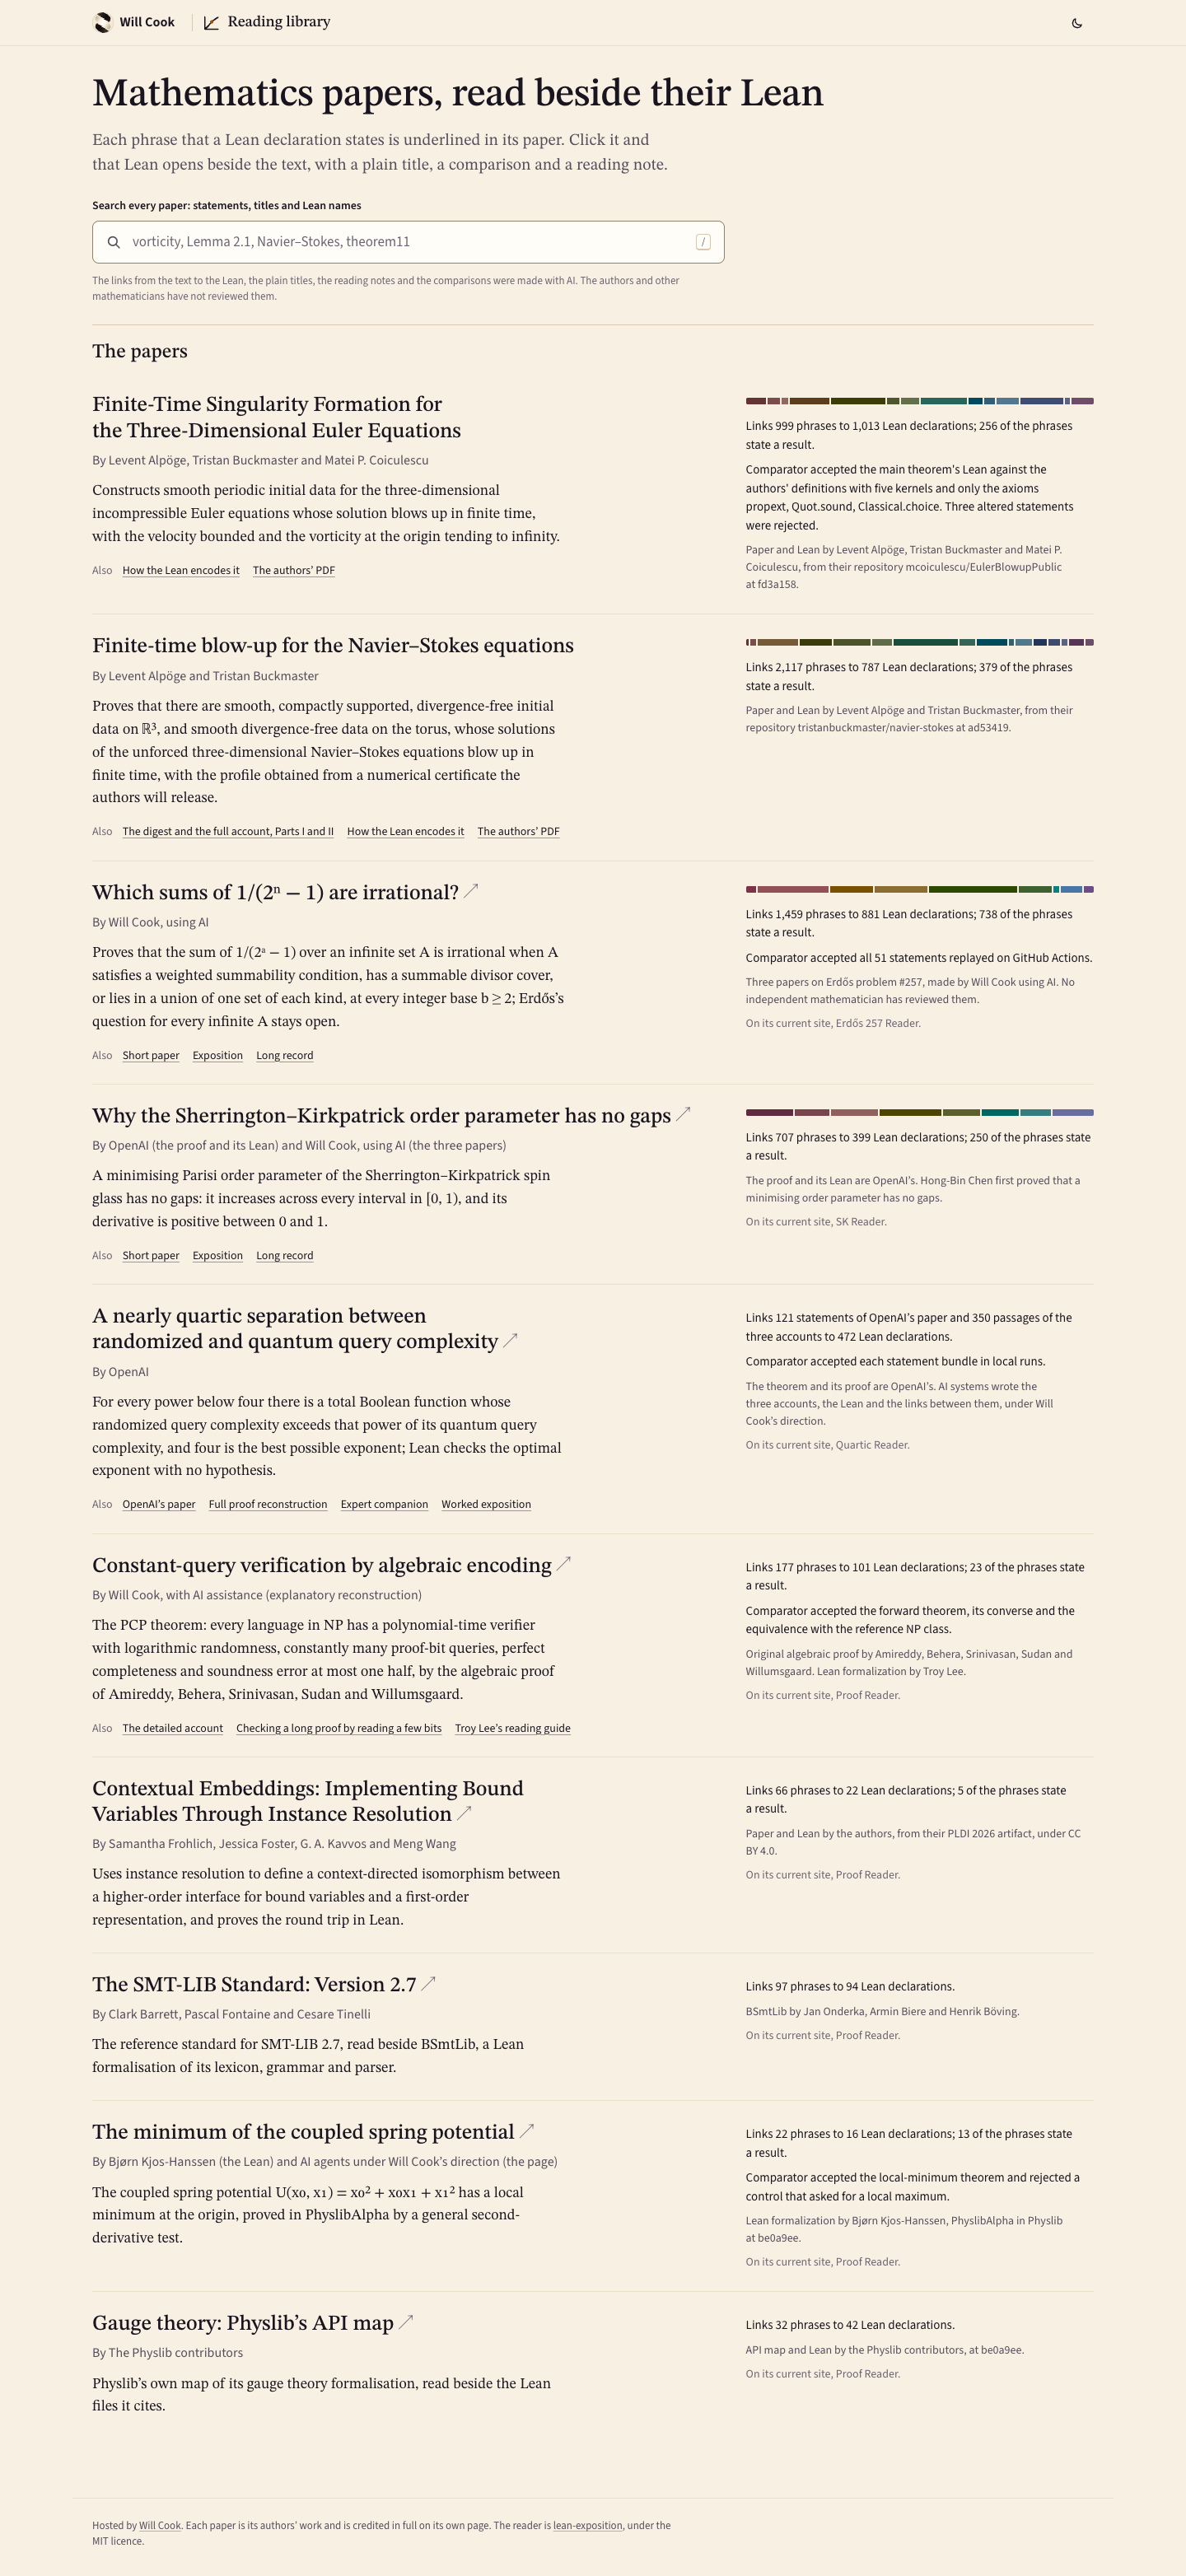 Will Cook
Reading library
Mathematics papers, read beside their Lean
Each phrase that a Lean declaration states is underlined in its paper. Click it and
that Lean opens beside the text, with a plain title, a comparison and a reading note.
Search every paper: statements, titles and Lean names
vorticity, Lemma 2.1, Navier–Stokes, theorem11
/
The links from the text to the Lean, the plain titles, the reading notes and the comparisons were made with AI. The authors and other
mathematicians have not reviewed them.
The papers
Finite-Time Singularity Formation for
the Three-Dimensional Euler Equations
By Levent Alpöge, Tristan Buckmaster and Matei P. Coiculescu
Constructs smooth periodic initial data for the three-dimensional
incompressible Euler equations whose solution blows up in finite time,
with the velocity bounded and the vorticity at the origin tending to infinity.
Also How the Lean encodes it The authors’ PDF
Links 999 phrases to 1,013 Lean declarations; 256 of the phrases
state a result.
Comparator accepted the main theorem's Lean against the
authors' definitions with five kernels and only the axioms
propext, Quot.sound, Classical.choice. Three altered statements
were rejected.
Paper and Lean by Levent Alpöge, Tristan Buckmaster and Matei P.
Coiculescu, from their repository mcoiculescu/EulerBlowupPublic
at fd3a158.
Finite-time blow-up for the Navier–Stokes equations
By Levent Alpöge and Tristan Buckmaster
Proves that there are smooth, compactly supported, divergence-free initial
data on ℝ³, and smooth divergence-free data on the torus, whose solutions
of the unforced three-dimensional Navier–Stokes equations blow up in
finite time, with the profile obtained from a numerical certificate the
authors will release.
Also The digest and the full account, Parts I and II How the Lean encodes it The authors’ PDF
Links 2,117 phrases to 787 Lean declarations; 379 of the phrases
state a result.
Paper and Lean by Levent Alpöge and Tristan Buckmaster, from their
repository tristanbuckmaster/navier-stokes at ad53419.
Which sums of 1/(2ⁿ − 1) are irrational? ↗
By Will Cook, using AI
Proves that the sum of 1/(2ᵃ − 1) over an infinite set A is irrational when A
satisfies a weighted summability condition, has a summable divisor cover,
or lies in a union of one set of each kind, at every integer base b ≥ 2; Erdős’s
question for every infinite A stays open.
Also Short paper Exposition Long record
Links 1,459 phrases to 881 Lean declarations; 738 of the phrases
state a result.
Comparator accepted all 51 statements replayed on GitHub Actions.
Three papers on Erdős problem #257, made by Will Cook using AI. No
independent mathematician has reviewed them.
On its current site, Erdős 257 Reader.
Why the Sherrington–Kirkpatrick order parameter has no gaps ↗
By OpenAI (the proof and its Lean) and Will Cook, using AI (the three papers)
A minimising Parisi order parameter of the Sherrington–Kirkpatrick spin
glass has no gaps: it increases across every interval in [0, 1), and its
derivative is positive between 0 and 1.
Also Short paper Exposition Long record
Links 707 phrases to 399 Lean declarations; 250 of the phrases state
a result.
The proof and its Lean are OpenAI’s. Hong-Bin Chen first proved that a
minimising order parameter has no gaps.
On its current site, SK Reader.
A nearly quartic separation between
randomized and quantum query complexity ↗
By OpenAI
For every power below four there is a total Boolean function whose
randomized query complexity exceeds that power of its quantum query
complexity, and four is the best possible exponent; Lean checks the optimal
exponent with no hypothesis.
Also OpenAI’s paper Full proof reconstruction Expert companion Worked exposition
Links 121 statements of OpenAI’s paper and 350 passages of the
three accounts to 472 Lean declarations.
Comparator accepted each statement bundle in local runs.
The theorem and its proof are OpenAI’s. AI systems wrote the
three accounts, the Lean and the links between them, under Will
Cook’s direction.
On its current site, Quartic Reader.
Constant-query verification by algebraic encoding ↗
By Will Cook, with AI assistance (explanatory reconstruction)
The PCP theorem: every language in NP has a polynomial-time verifier
with logarithmic randomness, constantly many proof-bit queries, perfect
completeness and soundness error at most one half, by the algebraic proof
of Amireddy, Behera, Srinivasan, Sudan and Willumsgaard.
Also The detailed account Checking a long proof by reading a few bits Troy Lee’s reading guide
Links 177 phrases to 101 Lean declarations; 23 of the phrases state
a result.
Comparator accepted the forward theorem, its converse and the
equivalence with the reference NP class.
Original algebraic proof by Amireddy, Behera, Srinivasan, Sudan and
Willumsgaard. Lean formalization by Troy Lee.
On its current site, Proof Reader.
Contextual Embeddings: Implementing Bound
Variables Through Instance Resolution ↗
By Samantha Frohlich, Jessica Foster, G. A. Kavvos and Meng Wang
Uses instance resolution to define a context-directed isomorphism between
a higher-order interface for bound variables and a first-order
representation, and proves the round trip in Lean.
Links 66 phrases to 22 Lean declarations; 5 of the phrases state
a result.
Paper and Lean by the authors, from their PLDI 2026 artifact, under CC
BY 4.0.
On its current site, Proof Reader.
The SMT-LIB Standard: Version 2.7 ↗
By Clark Barrett, Pascal Fontaine and Cesare Tinelli
The reference standard for SMT-LIB 2.7, read beside BSmtLib, a Lean
formalisation of its lexicon, grammar and parser.
Links 97 phrases to 94 Lean declarations.
BSmtLib by Jan Onderka, Armin Biere and Henrik Böving.
On its current site, Proof Reader.
The minimum of the coupled spring potential ↗
By Bjørn Kjos-Hanssen (the Lean) and AI agents under Will Cook’s direction (the page)
The coupled spring potential U(x₀, x₁) = x₀² + x₀x₁ + x₁² has a local
minimum at the origin, proved in PhyslibAlpha by a general second-
derivative test.
Links 22 phrases to 16 Lean declarations; 13 of the phrases state
a result.
Comparator accepted the local-minimum theorem and rejected a
control that asked for a local maximum.
Lean formalization by Bjørn Kjos-Hanssen, PhyslibAlpha in Physlib
at be0a9ee.
On its current site, Proof Reader.
Gauge theory: Physlib’s API map ↗
By The Physlib contributors
Physlib’s own map of its gauge theory formalisation, read beside the Lean
files it cites.
Links 32 phrases to 42 Lean declarations.
API map and Lean by the Physlib contributors, at be0a9ee.
On its current site, Proof Reader.
Hosted by Will Cook. Each paper is its authors’ work and is credited in full on its own page. The reader is lean-exposition, under the
MIT licence.